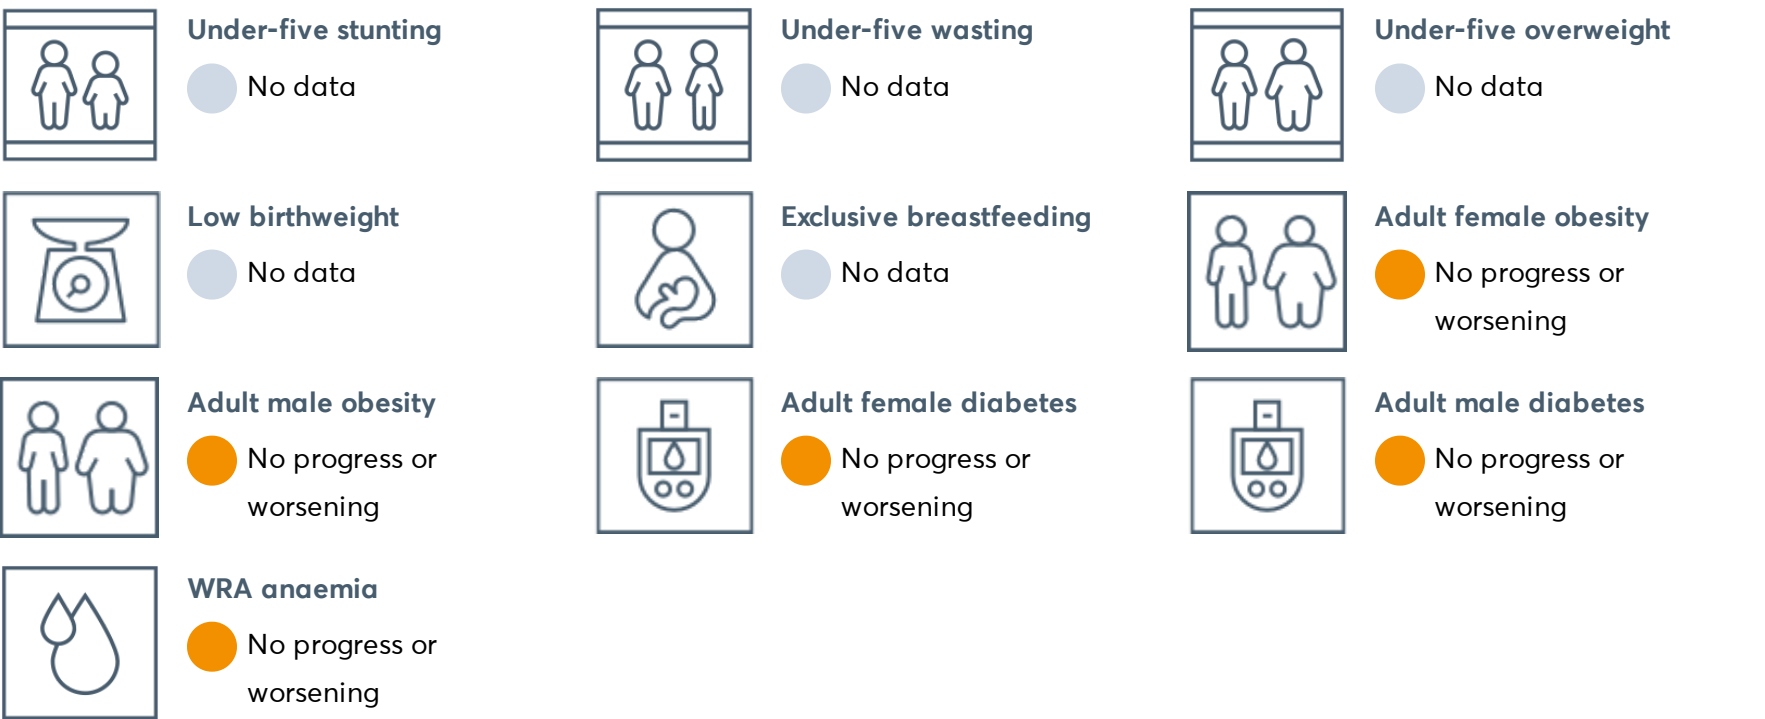 Under-five stunting
No data
Under-five wasting
No data
Under-five overweight
No data
Low birthweight
No data
Exclusive breastfeeding
No data
Adult female obesity
No progress or
worsening
Adult male obesity
No progress or
worsening
Adult female diabetes
No progress or
worsening
Adult male diabetes
No progress or
worsening
WRA anaemia
No progress or
worsening